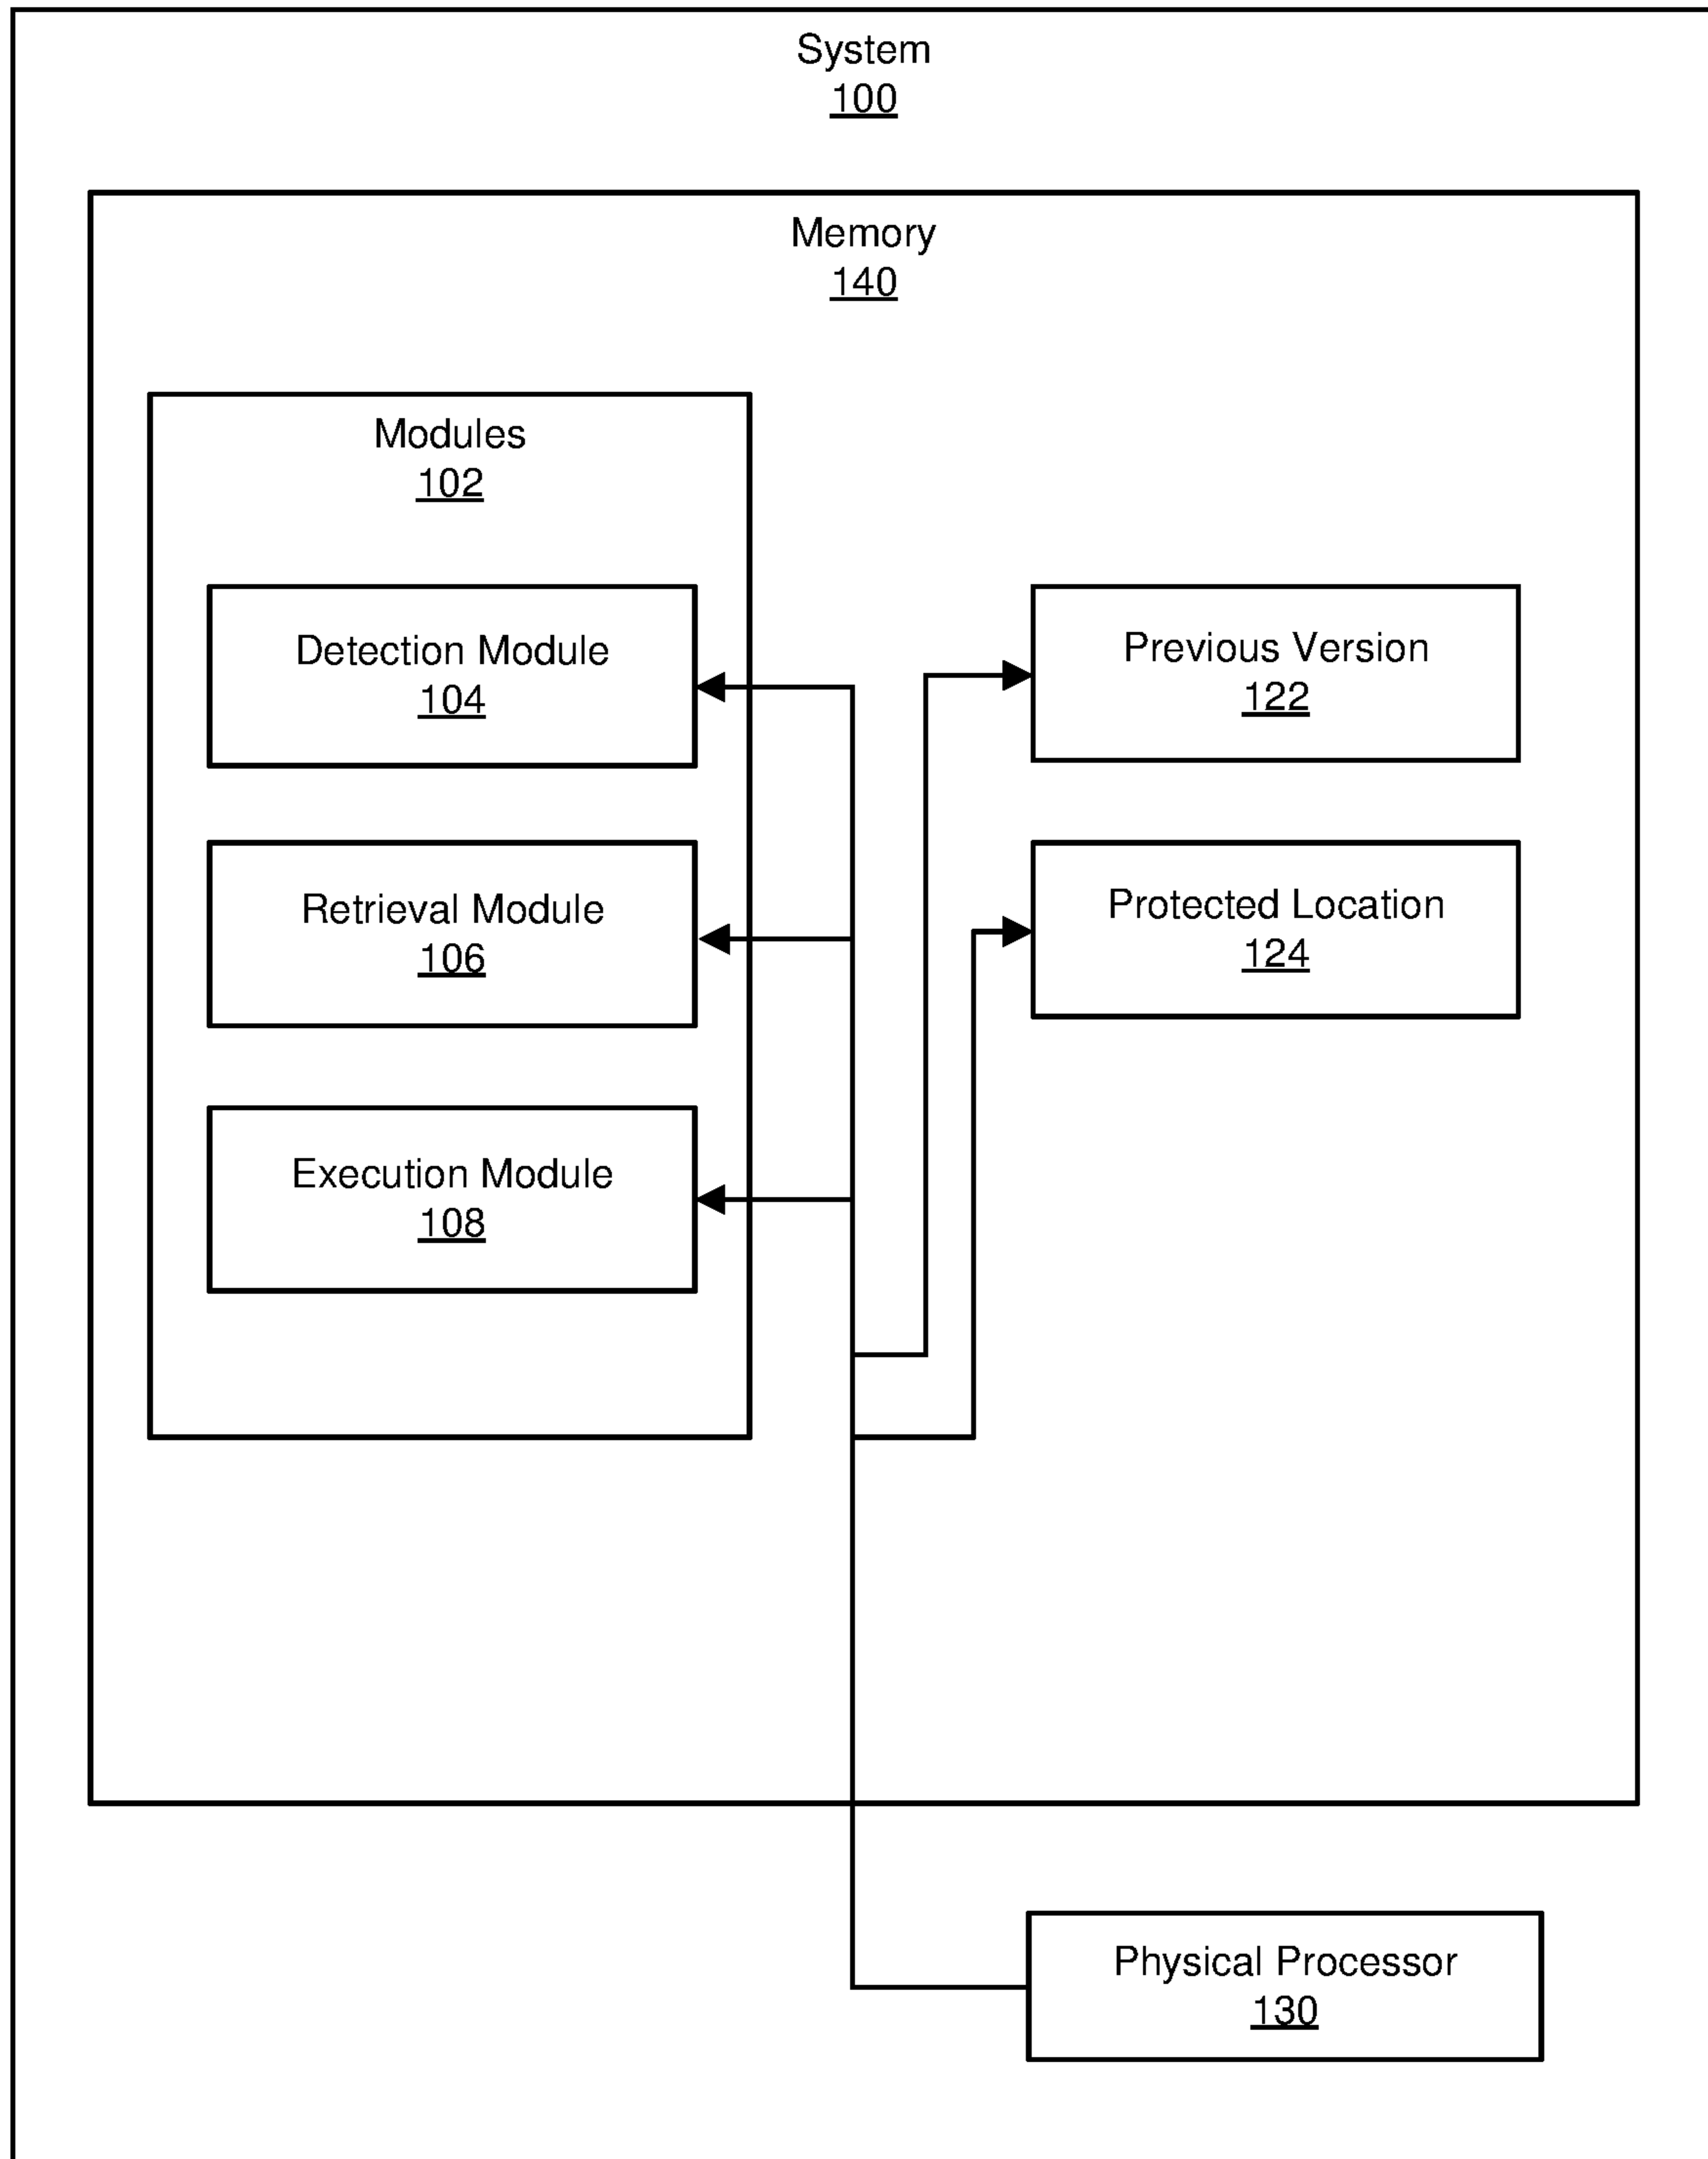 System
100
Memory
140
Modules
102
Detection Module
104
Previous Version
122
Retrieval Module
106
Protected Location
124
Execution Module
108
Physical Processor
130